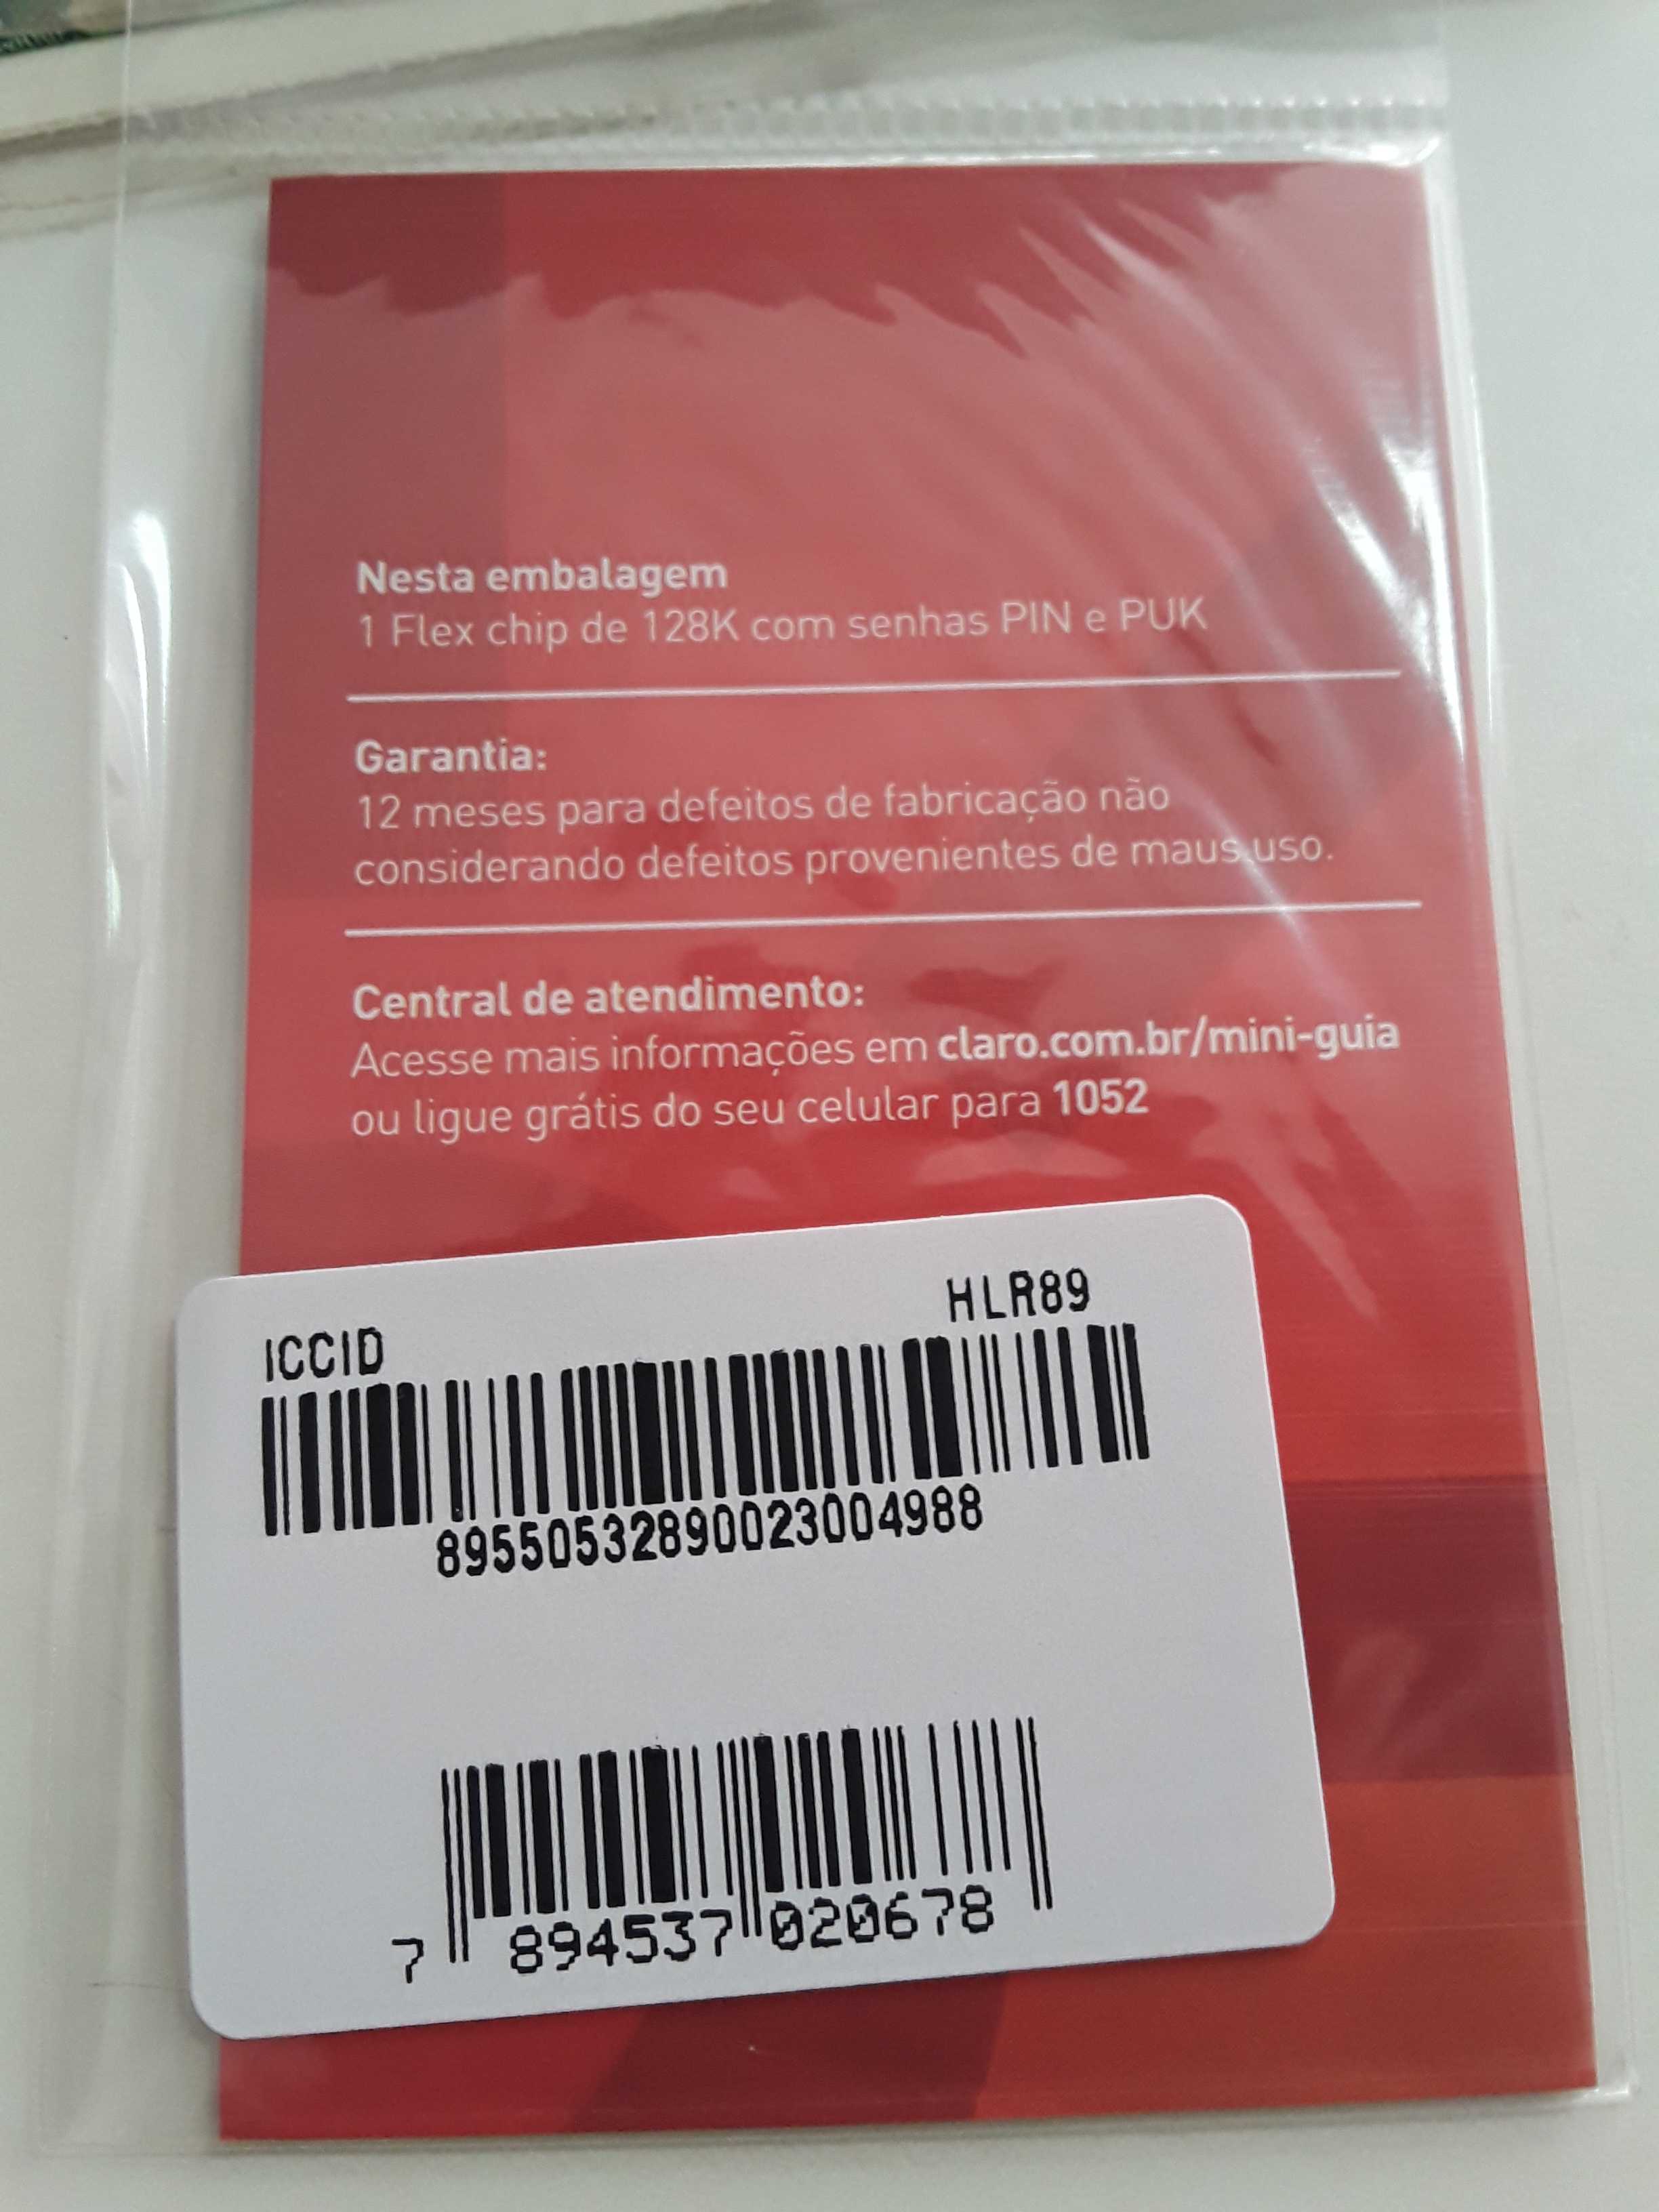 Nesta embalagem
1 Flex chip de 128K com senhas PIN e PUK
Garantia:
12 meses para defeitos de fabricação não
considerando defeitos provenientes de maus uso.
Central de atendimento:
Acesse mais informações em claro.com.br/mini-guia
ou ligue grátis do seu celular para 1052
HLR89
ICCID
89550532890023004988
7 894537 020678